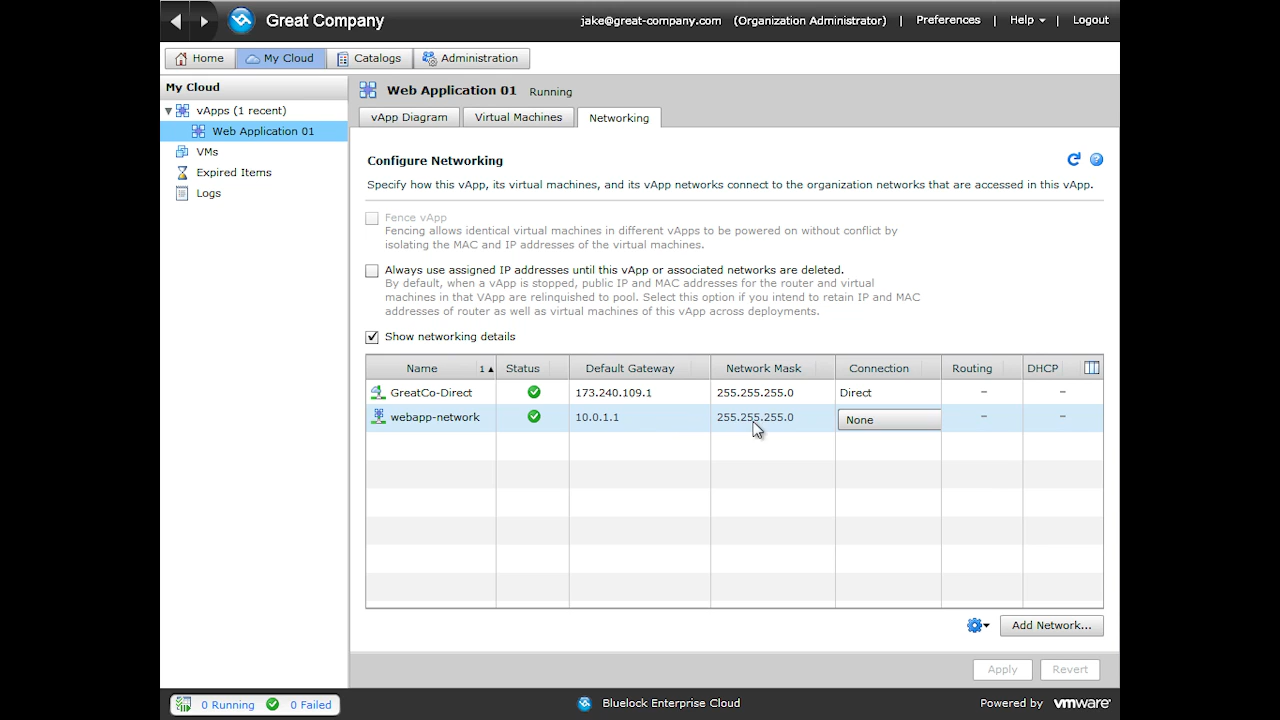 Great Company
jake@great-company.com (Organization Administrator) | Preferences | Help | Logout
Home My Cloud Catalogs Administration
My Cloud
vApps (1 recent)
Web Application 01
VMs
Expired Items
Logs
Web Application 01 Running
vApp Diagram Virtual Machines Networking
Configure Networking
Specify how this vApp, its virtual machines, and its vApp networks connect to the organization networks that are accessed in this vApp.
Fence vApp
Fencing allows identical virtual machines in different vApps to be powered on without conflict by
isolating the MAC and IP addresses of the virtual machines.
Always use assigned IP addresses until this vApp or associated networks are deleted.
By default, when a vApp is stopped, public IP and MAC addresses for the router and virtual
machines in that VApp are relinquished to pool. Select this option if you intend to retain IP and MAC
addresses of router as well as virtual machines of this vApp across deployments.
Show networking details
Name 1 Status Default Gateway Network Mask Connection Routing DHCP
GreatCo-Direct 173.240.109.1 255.255.255.0 Direct - -
webapp-network 10.0.1.1 255.255.255.0 None - -
Add Network...
Apply Revert
0 Running 0 Failed
Bluelock Enterprise Cloud
Powered by vmware